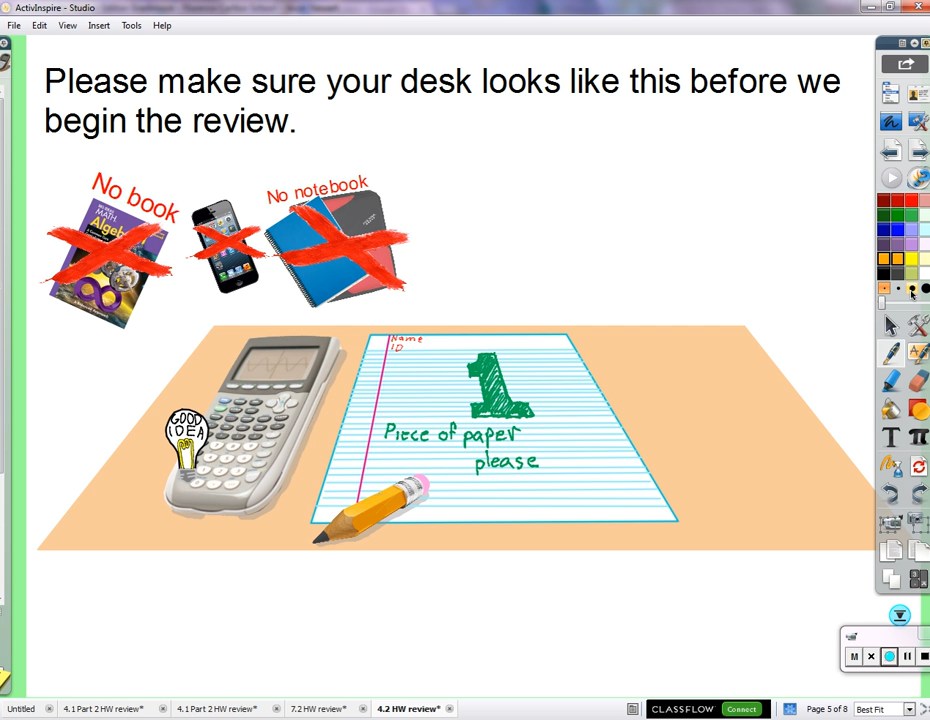 ActivInspire - Studio
File Edit View Insert Tools Help
Please make sure your desk looks like this before we
begin the review.
No book
No notebook
MATH
Algeb
GOOD
IDEA
Name
ID
1
Piece of paper
please
M
Untitled
4.1 Part 2 HW review*
4.1 Part 2 HW review*
7.2 HW review*
4.2 HW review*
CLASSFLOW
Connect
Page 5 of 8
Best Fit